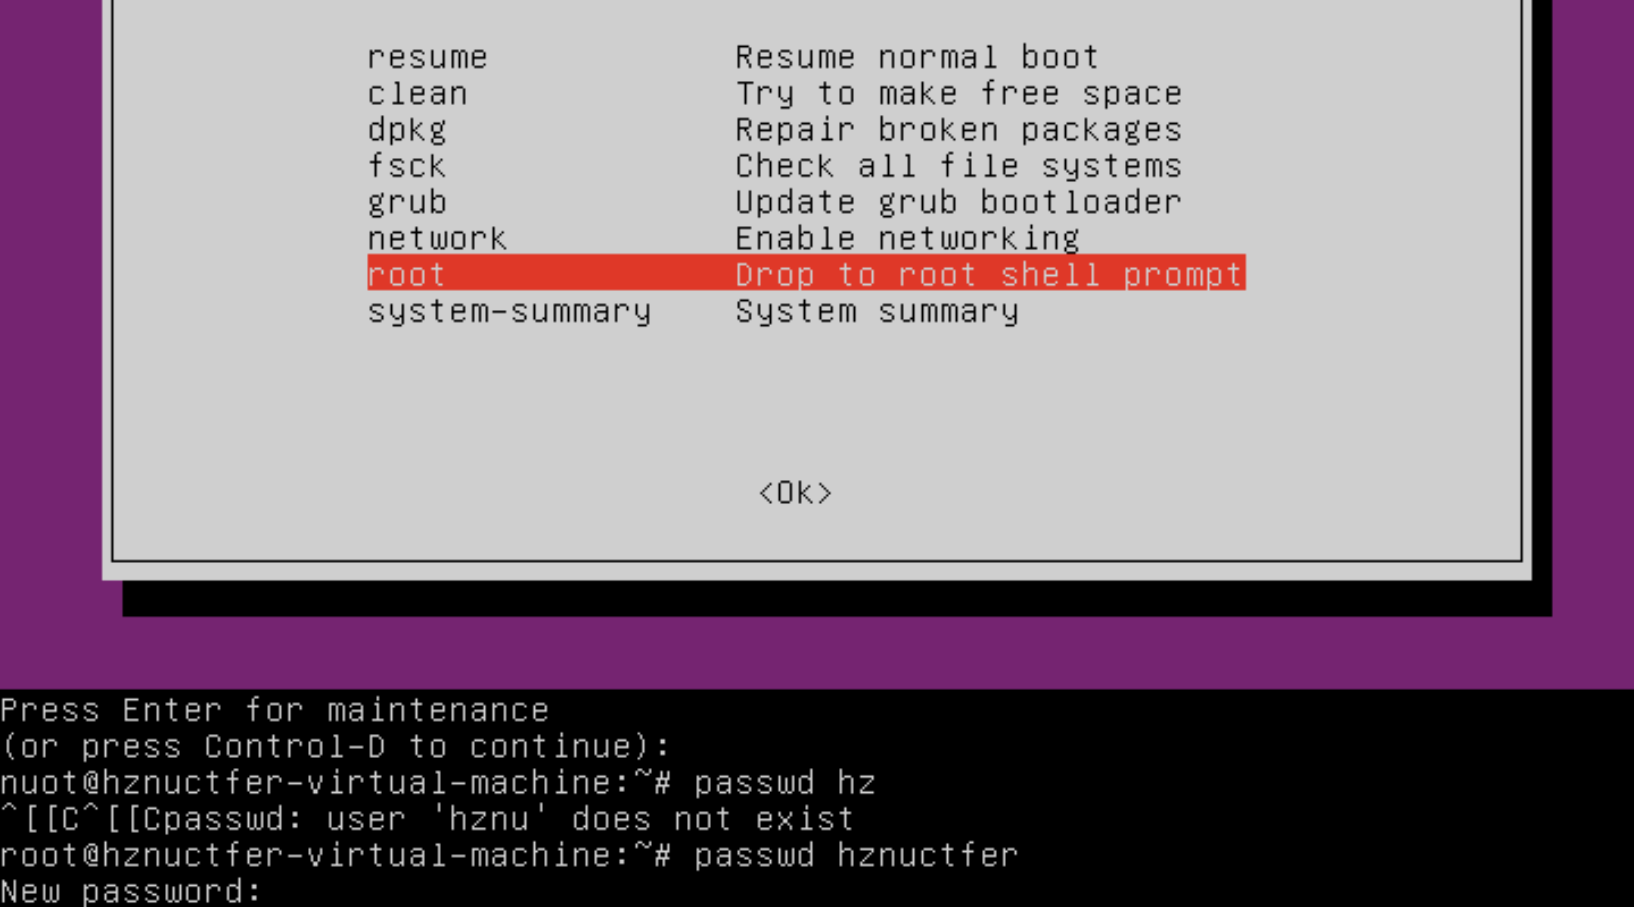 resume Resume normal boot
clean Try to make free space
dpkg Repair broken packages
fsck Check all file systems
grub Update grub bootloader
network Enable networking
root Drop to root shell prompt
system-summary System summary
<Ok>
Press Enter for maintenance
(or press Control-D to continue):
nuot@hznuctfer-virtual-machine:~# passwd hz
^[[C^[[Cpasswd: user 'hznu' does not exist
root@hznuctfer-virtual-machine:~# passwd hznuctfer
New password: